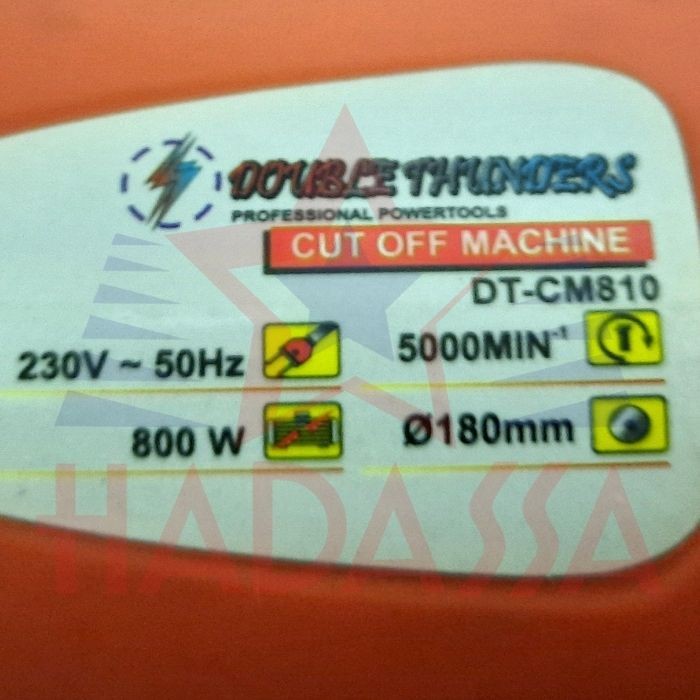 DOUBLE THUNDERS
PROFESSIONAL POWERTOOLS
CUT OFF MACHINE
DT-CM810
230V ~ 50Hz
5000MIN⁻¹
800 W
Ø180mm
HADASSA